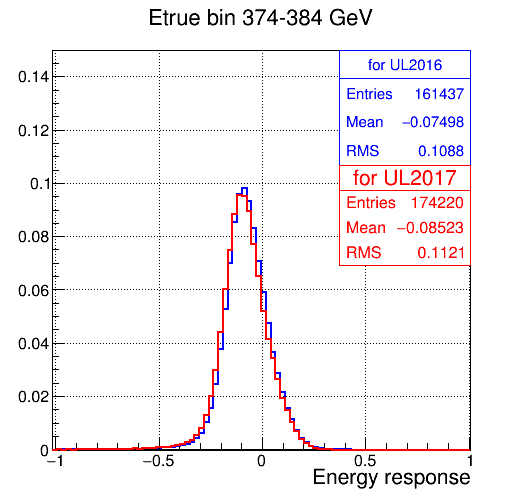 Etrue bin 374-384 GeV
for UL2016
Entries 161437
Mean −0.07498
RMS 0.1088
for UL2017
Entries 174220
Mean −0.08523
RMS 0.1121
0.14
0.12
0.1
0.08
0.06
0.04
0.02
0
−1 −0.5 0 0.5 1
Energy response